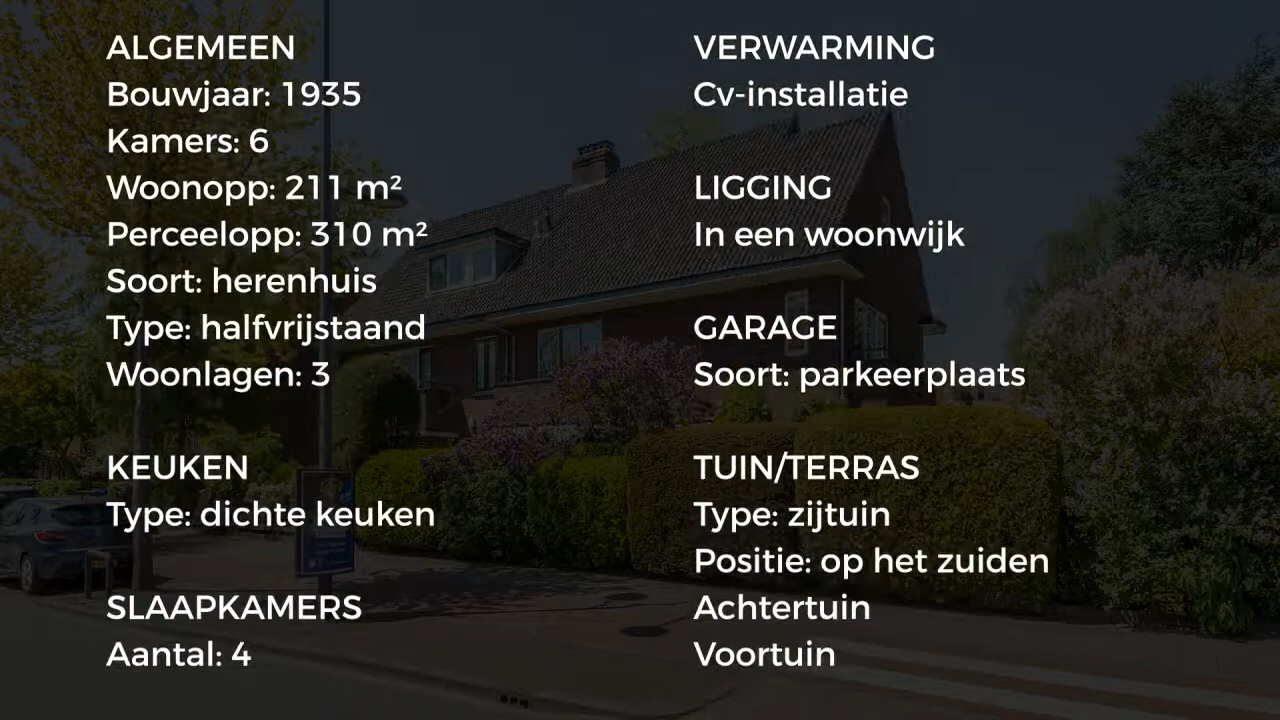 ALGEMEEN
Bouwjaar: 1935
Kamers: 6
Woonopp: 211 m²
Perceelopp: 310 m²
Soort: herenhuis
Type: halfvrijstaand
Woonlagen: 3
KEUKEN
Type: dichte keuken
SLAAPKAMERS
Aantal: 4
VERWARMING
Cv-installatie
LIGGING
In een woonwijk
GARAGE
Soort: parkeerplaats
TUIN/TERRAS
Type: zijtuin
Positie: op het zuiden
Achtertuin
Voortuin